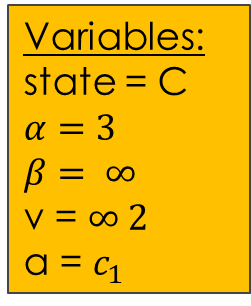 Variables:
state = C
α = 3
β = ∞
v = ∞ 2
a = c₁